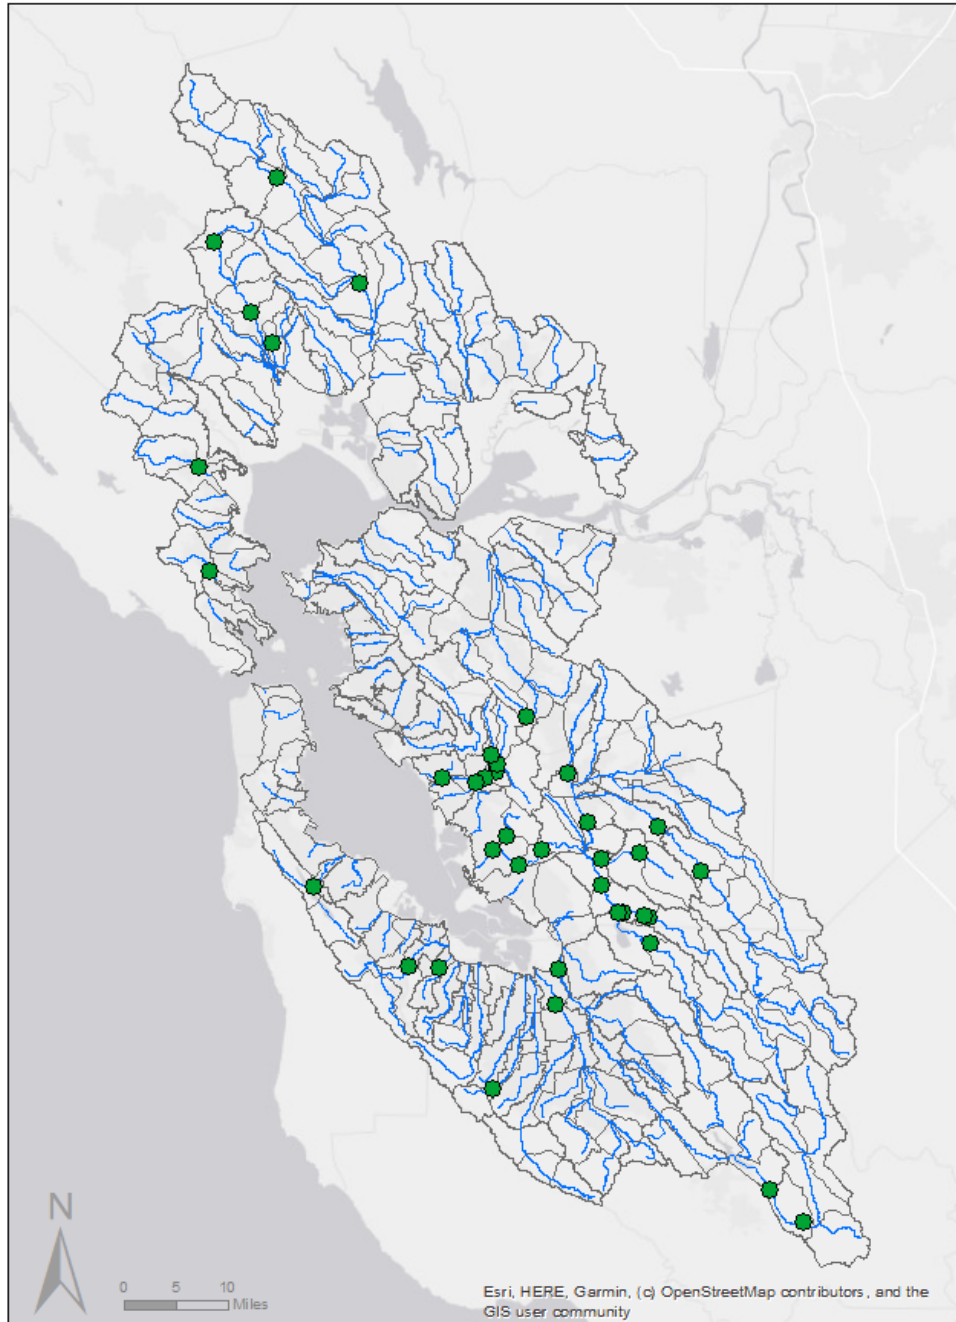 N
0 5 10
Miles
Esri, HERE, Garmin, (c) OpenStreetMap contributors, and the
GIS user community